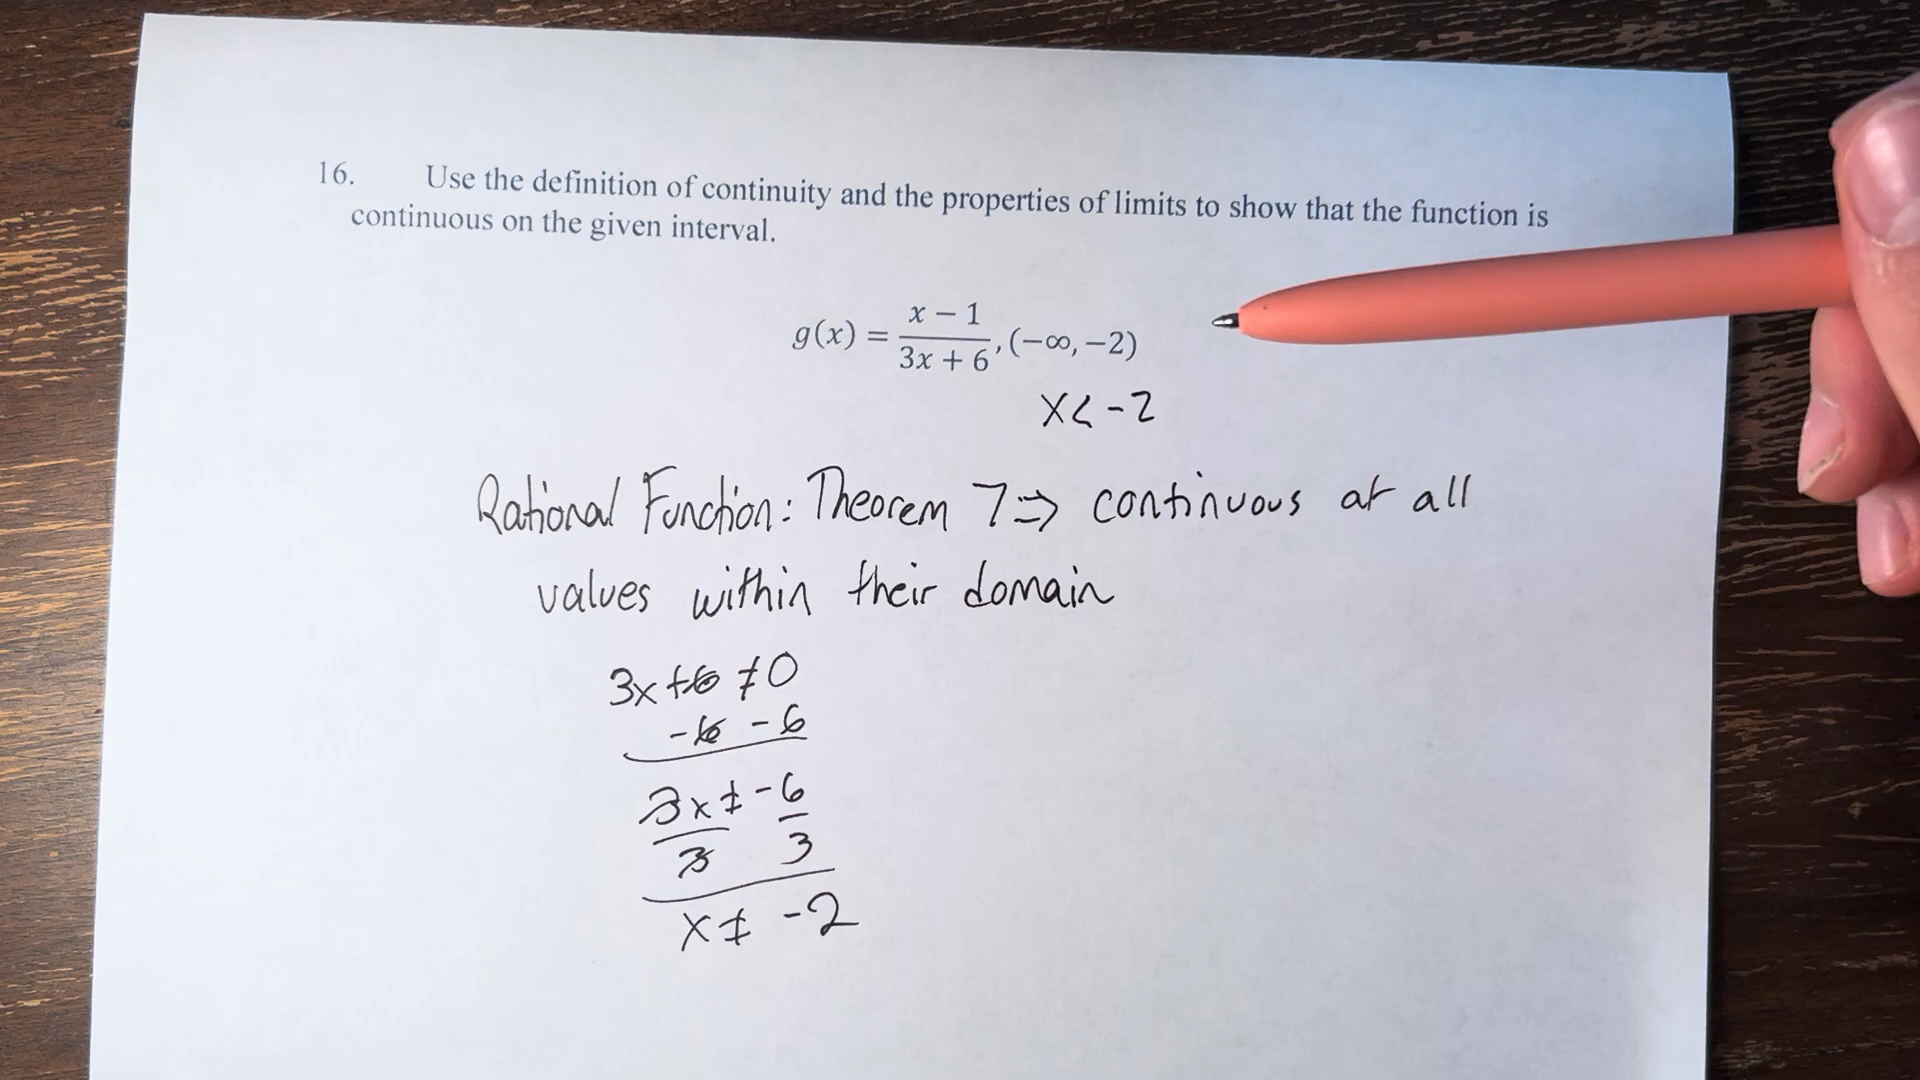 16. Use the definition of continuity and the properties of limits to show that the function is
continuous on the given interval.
g(x) = x − 1 / 3x + 6, (−∞, −2)
x < -2
Rational Function: Theorem 7 ⇒ continuous at all
values within their domain
3x + 6 ≠ 0
- 6 - 6
3x ≠ -6
3 3
x ≠ -2